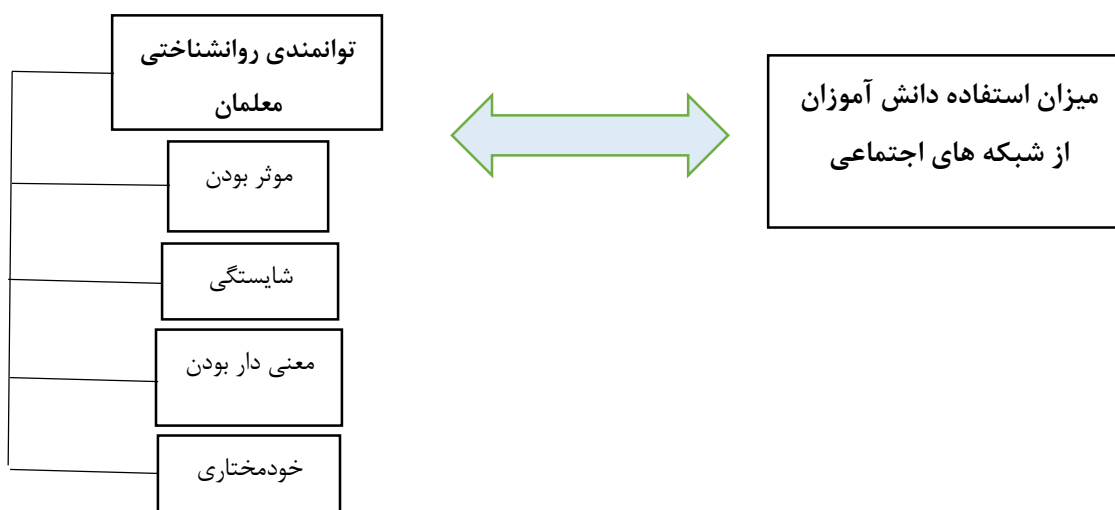 توانمندی روانشناختی
معلمان
میزان استفاده دانش آموزان
از شبکه های اجتماعی
موثر بودن
شایستگی
معنی دار بودن
خودمختاری